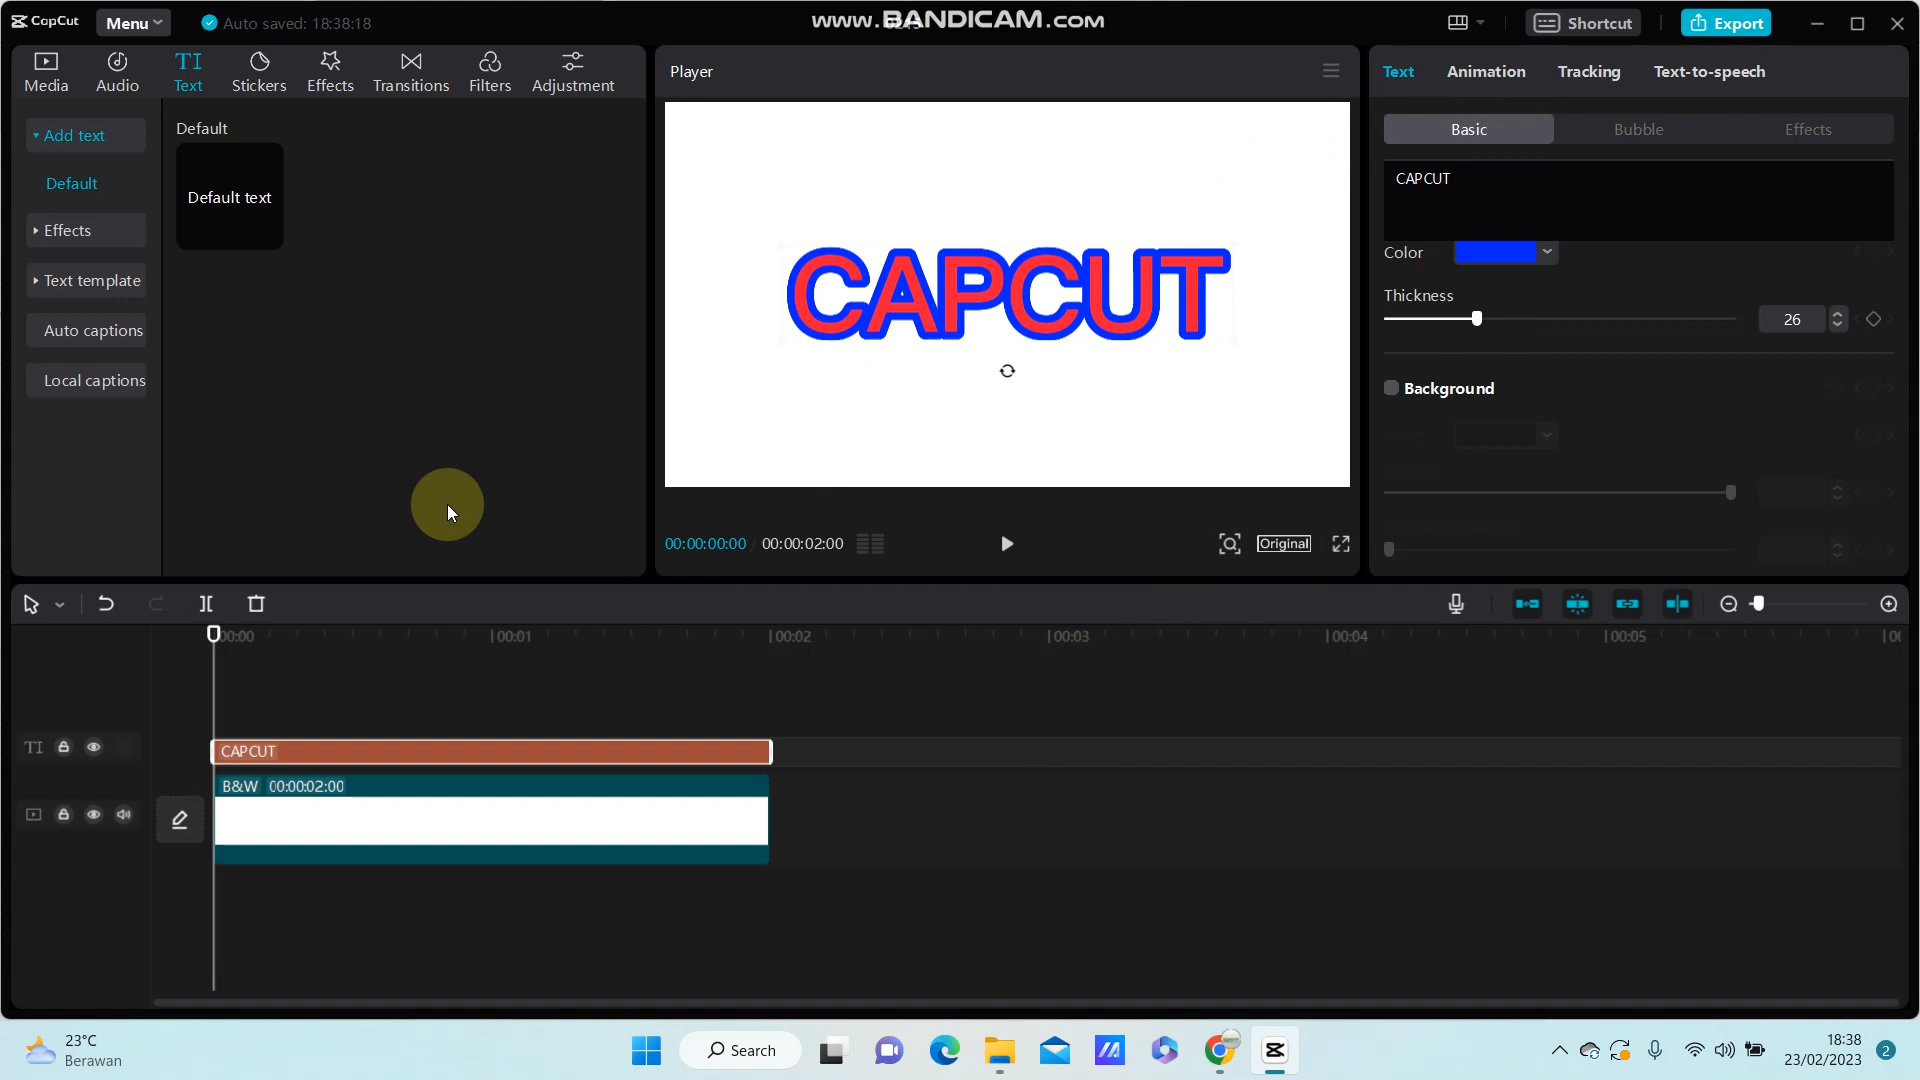 CapCut
Menu
Auto saved: 18:38:18
www.BANDICAM.com
Shortcut
Export
Media
Audio
TI
Text
Stickers
Effects
Transitions
Filters
Adjustment
Player
Text
Animation
Tracking
Text-to-speech
Add text
Default
Default
Default text
Effects
Text template
Auto captions
Local captions
CAPCUT
Basic
Bubble
Effects
CAPCUT
Color
Thickness
26
Background
00:00:00:00 / 00:00:02:00
Original
00:00
00:01
00:02
00:03
00:04
00:05
TI
CAPCUT
B&W 00:00:02:00
23°C
Berawan
Search
18:38
23/02/2023
2